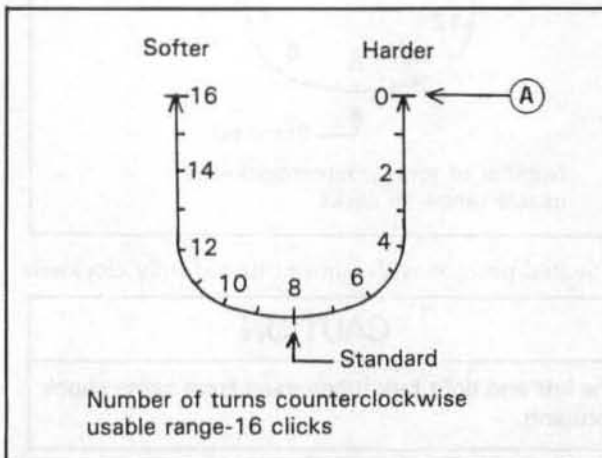 Softer Harder
16 0 A
14 2
12 4
10 8 6
Standard
Number of turns counterclockwise
usable range-16 clicks